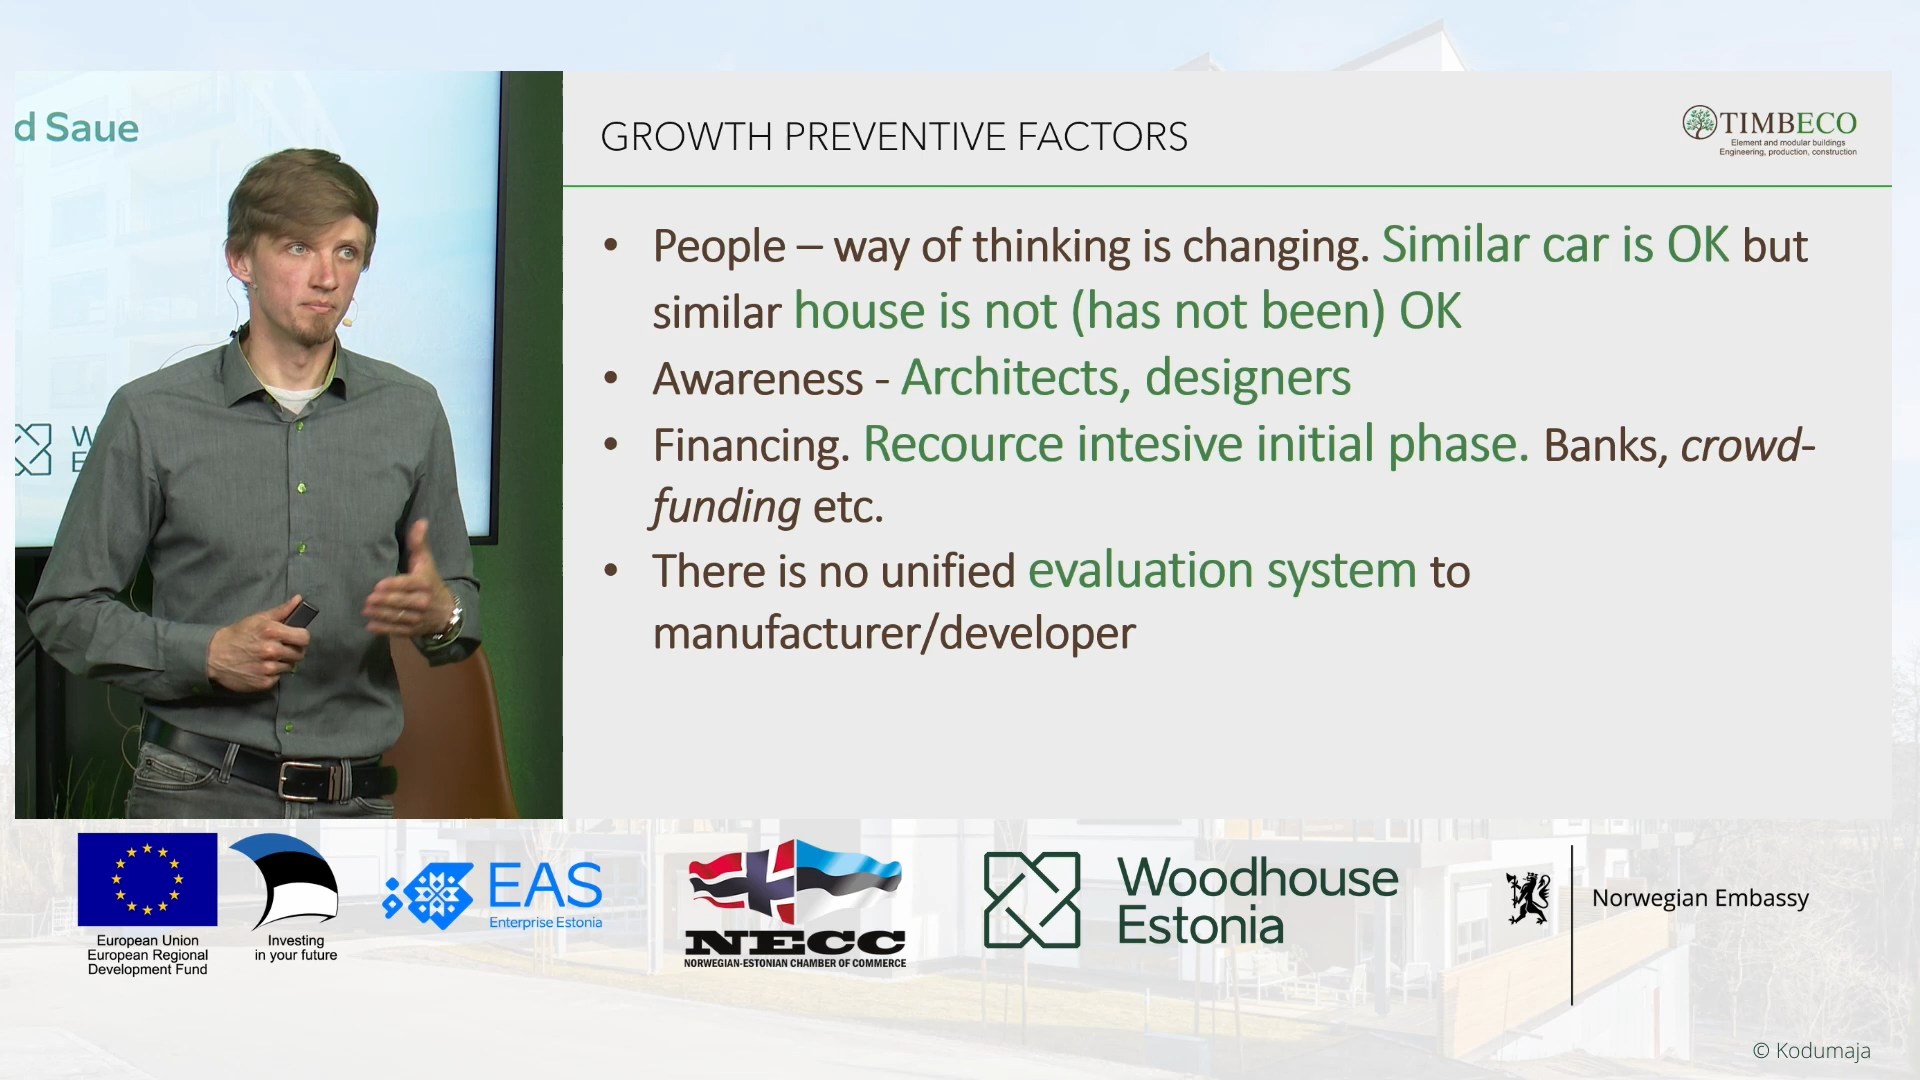 d Saue
W
E
GROWTH PREVENTIVE FACTORS
TIMBECO
Element and modular buildings
Engineering, production, construction
• People – way of thinking is changing. Similar car is OK but
similar house is not (has not been) OK
• Awareness - Architects, designers
• Financing. Recource intesive initial phase. Banks, crowd-
funding etc.
• There is no unified evaluation system to
manufacturer/developer
European Union
European Regional
Development Fund
Investing
in your future
EAS
Enterprise Estonia
NECC
NORWEGIAN-ESTONIAN CHAMBER OF COMMERCE
Woodhouse
Estonia
Norwegian Embassy
© Kodumaja